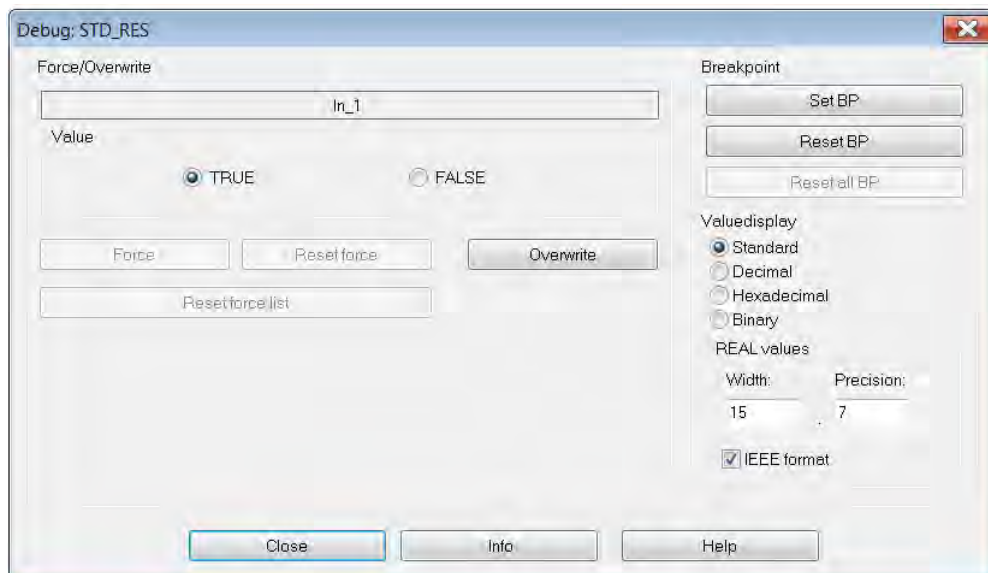 Debug: STD_RES
Force/Overwrite
In_1
Value
TRUE
FALSE
Force
Reset force
Overwrite
Reset force list
Breakpoint
Set BP
Reset BP
Reset all BP
Valuedisplay
Standard
Decimal
Hexadecimal
Binary
REAL values
Width: Precision:
15 . 7
IEEE format
Close
Info
Help